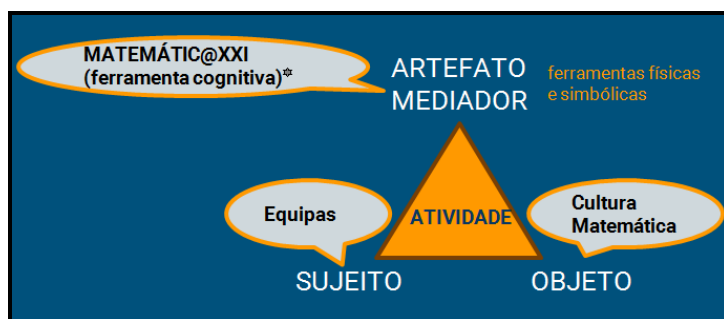 MATEMÁTIC@XXI
(ferramenta cognitiva)*
ARTEFATO
MEDIADOR
ferramentas físicas
e simbólicas
Equipas
ATIVIDADE
Cultura
Matemática
SUJEITO
OBJETO